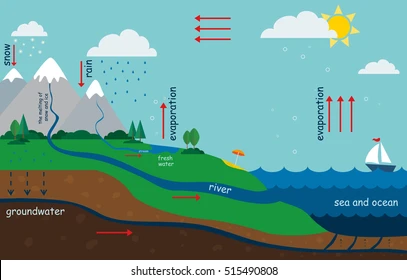 snow
rain
the melting of
snow and ice
evaporation
evaporation
fresh
water
river
sea and ocean
groundwater
shutterstock.com · 515490808